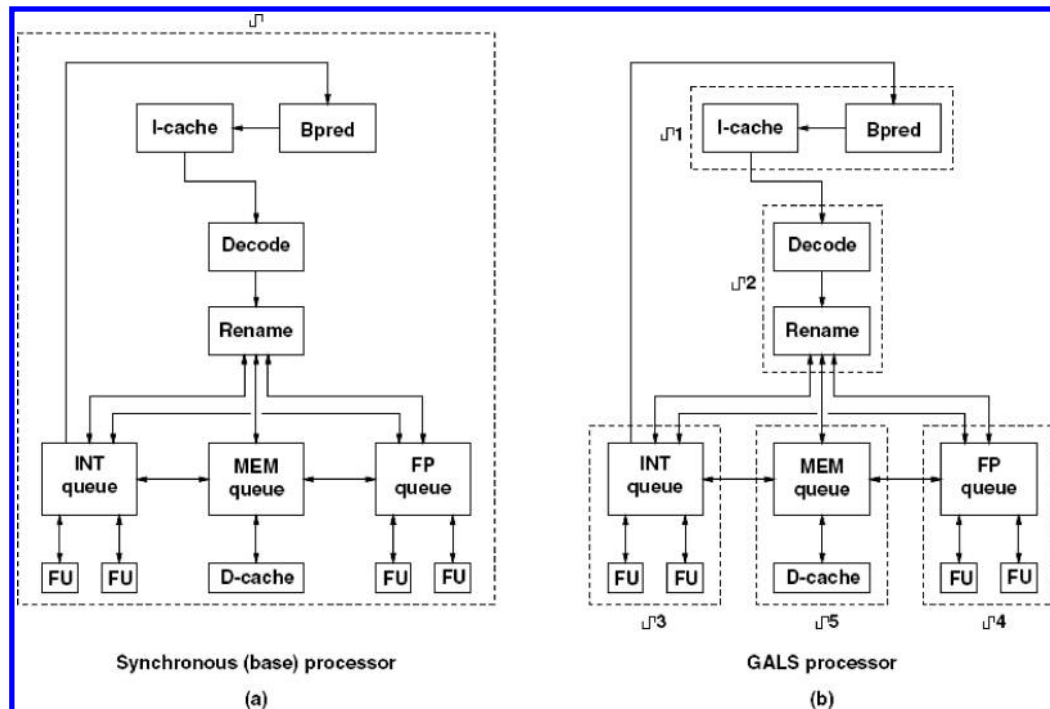 I-cache
Bpred
Decode
Rename
INT
queue
MEM
queue
FP
queue
FU
FU
D-cache
FU
FU
Synchronous (base) processor
(a)
I-cache
Bpred
1
Decode
2
Rename
INT
queue
MEM
queue
FP
queue
FU
FU
D-cache
FU
FU
3
5
4
GALS processor
(b)